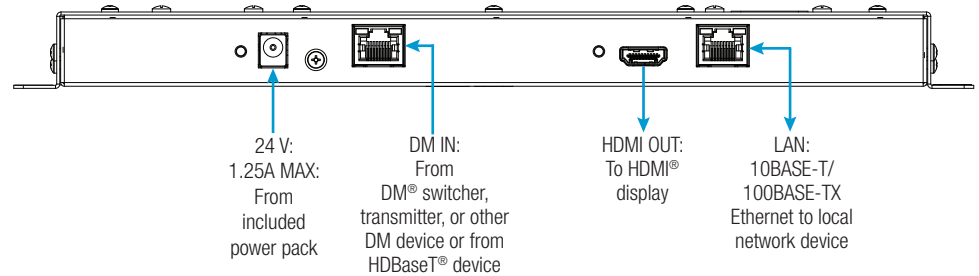 24 V:
1.25A MAX:
From
included
power pack
DM IN:
From
DM® switcher,
transmitter, or other
DM device or from
HDBaseT® device
HDMI OUT:
To HDMI®
display
LAN:
10BASE-T/
100BASE-TX
Ethernet to local
network device